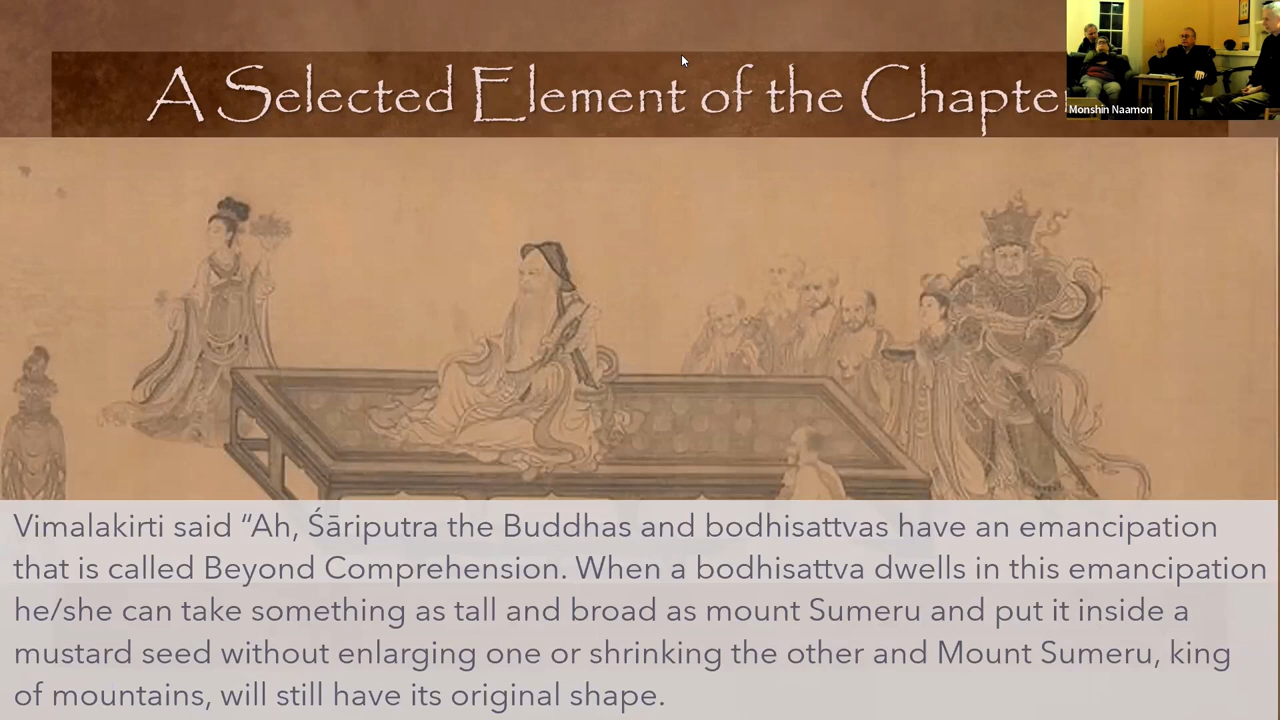 A Selected Element of the Chapte
Monshin Naamon
Vimalakirti said “Ah, Śāriputra the Buddhas and bodhisattvas have an emancipation
that is called Beyond Comprehension. When a bodhisattva dwells in this emancipation
he/she can take something as tall and broad as mount Sumeru and put it inside a
mustard seed without enlarging one or shrinking the other and Mount Sumeru, king
of mountains, will still have its original shape.